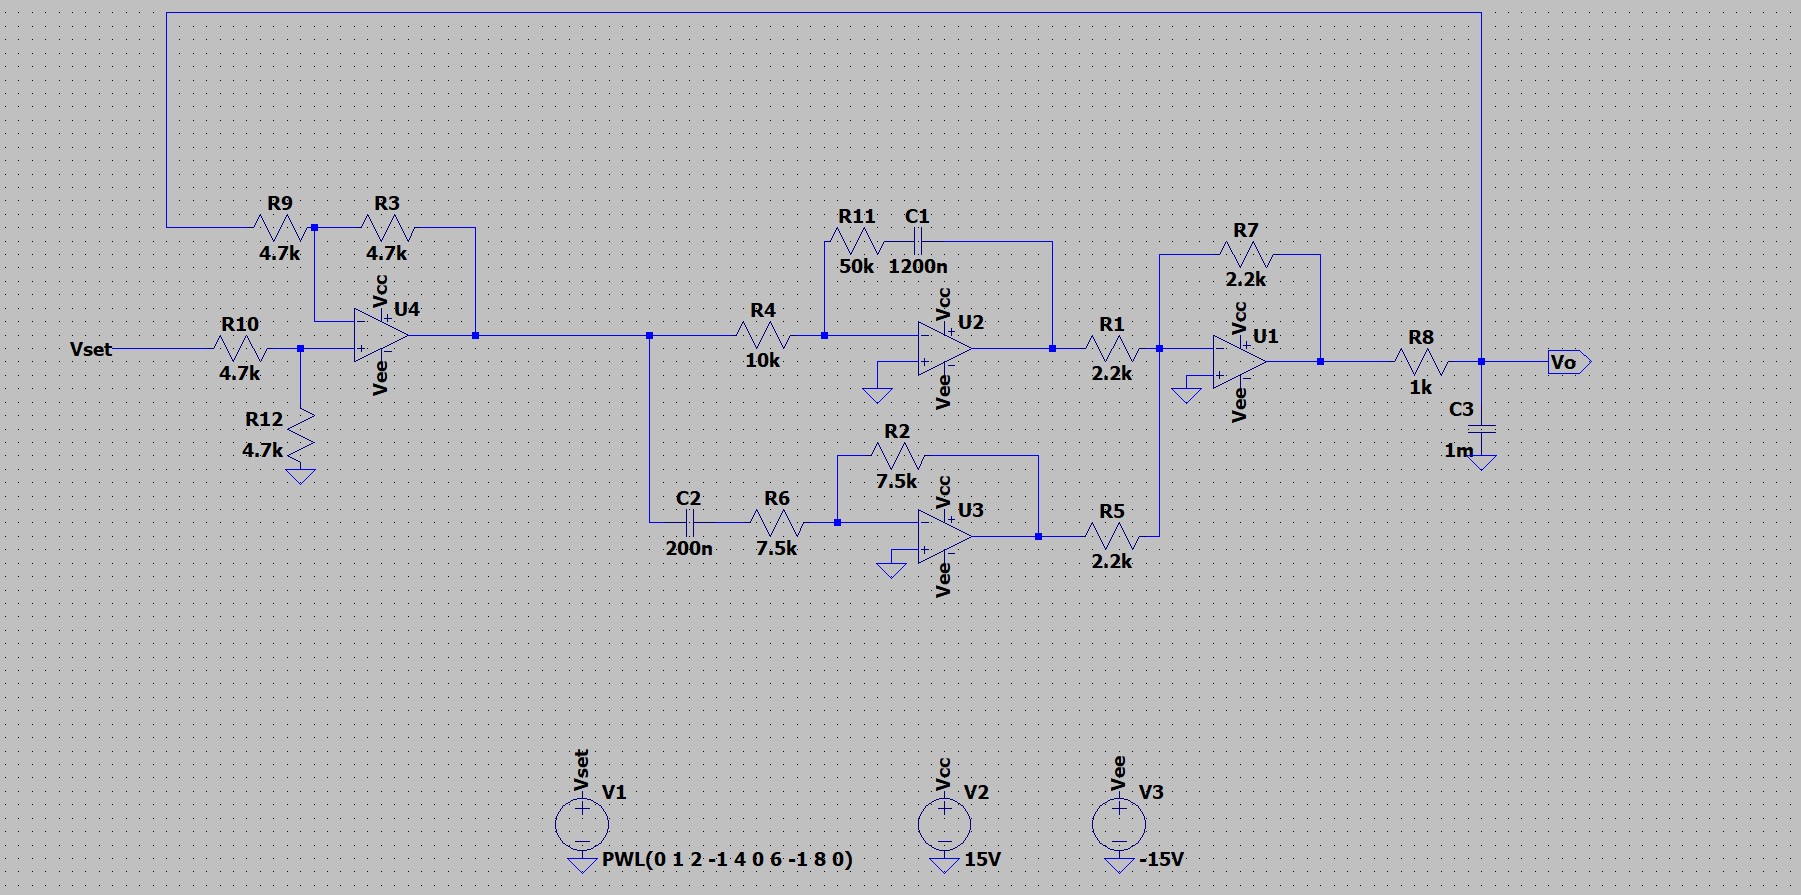 R9
4.7k
R3
4.7k
Vcc
U4
Vee
Vset
R10
4.7k
R12
4.7k
R4
10k
R11
50k
C1
1200n
Vcc
U2
Vee
R1
2.2k
R7
2.2k
Vcc
U1
Vee
R8
1k
Vo
C3
1m
C2
200n
R6
7.5k
R2
7.5k
Vcc
U3
Vee
R5
2.2k
Vset
V1
PWL(0 1 2 -1 4 0 6 -1 8 0)
Vcc
V2
15V
Vee
V3
-15V